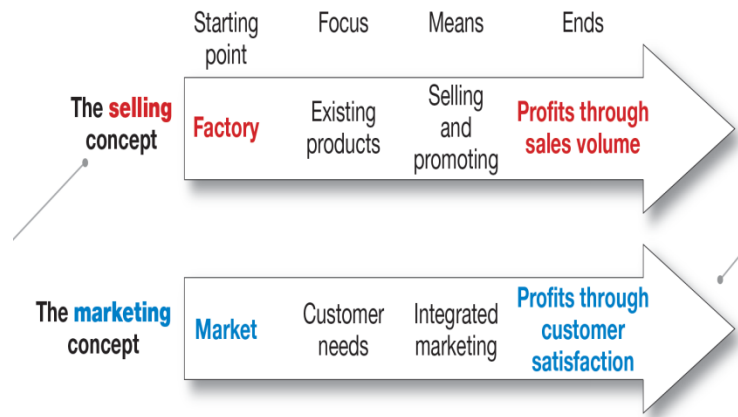 Starting point
Focus
Means
Ends
The selling concept
Factory
Existing products
Selling and promoting
Profits through sales volume
The marketing concept
Market
Customer needs
Integrated marketing
Profits through customer satisfaction